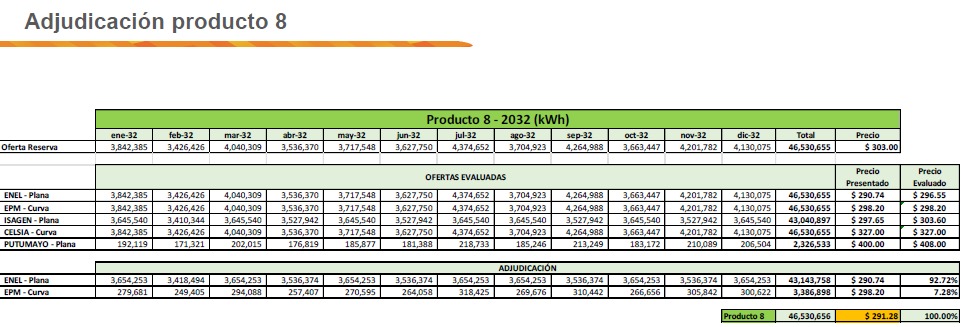 Adjudicación producto 8
Producto 8 - 2032 (kWh)
ene-32 feb-32 mar-32 abr-32 may-32 jun-32 jul-32 ago-32 sep-32 oct-32 nov-32 dic-32 Total Precio
Oferta Reserva 3,842,385 3,426,426 4,040,309 3,536,370 3,717,548 3,627,750 4,374,652 3,704,923 4,264,988 3,663,447 4,201,782 4,130,075 46,530,655 $ 303.00
OFERTAS EVALUADAS Precio Presentado Precio Evaluado
ENEL - Plana 3,842,385 3,426,426 4,040,309 3,536,370 3,717,548 3,627,750 4,374,652 3,704,923 4,264,988 3,663,447 4,201,782 4,130,075 46,530,655 $ 290.74 $ 296.55
EPM - Curva 3,842,385 3,426,426 4,040,309 3,536,370 3,717,548 3,627,750 4,374,652 3,704,923 4,264,988 3,663,447 4,201,782 4,130,075 46,530,655 $ 298.20 $ 298.20
ISAGEN - Plana 3,645,540 3,410,344 3,645,540 3,527,942 3,645,540 3,527,942 3,645,540 3,645,540 3,527,942 3,645,540 3,527,942 3,645,540 43,040,897 $ 297.65 $ 303.60
CELSIA - Curva 3,842,385 3,426,426 4,040,309 3,536,370 3,717,548 3,627,750 4,374,652 3,704,923 4,264,988 3,663,447 4,201,782 4,130,075 46,530,655 $ 327.00 $ 327.00
PUTUMAYO - Plana 192,119 171,321 202,015 176,819 185,877 181,388 218,733 185,246 213,249 183,172 210,089 206,504 2,326,533 $ 400.00 $ 408.00
ADJUDICACIÓN
ENEL - Plana 3,654,253 3,418,494 3,654,253 3,536,374 3,654,253 3,536,374 3,654,253 3,654,253 3,536,374 3,654,253 3,536,374 3,654,253 43,143,758 $ 290.74 92.72%
EPM - Curva 279,681 249,405 294,088 257,407 270,595 264,058 318,425 269,676 310,442 266,656 305,842 300,622 3,386,898 $ 298.20 7.28%
Producto 8 46,530,656 $ 291.28 100.00%